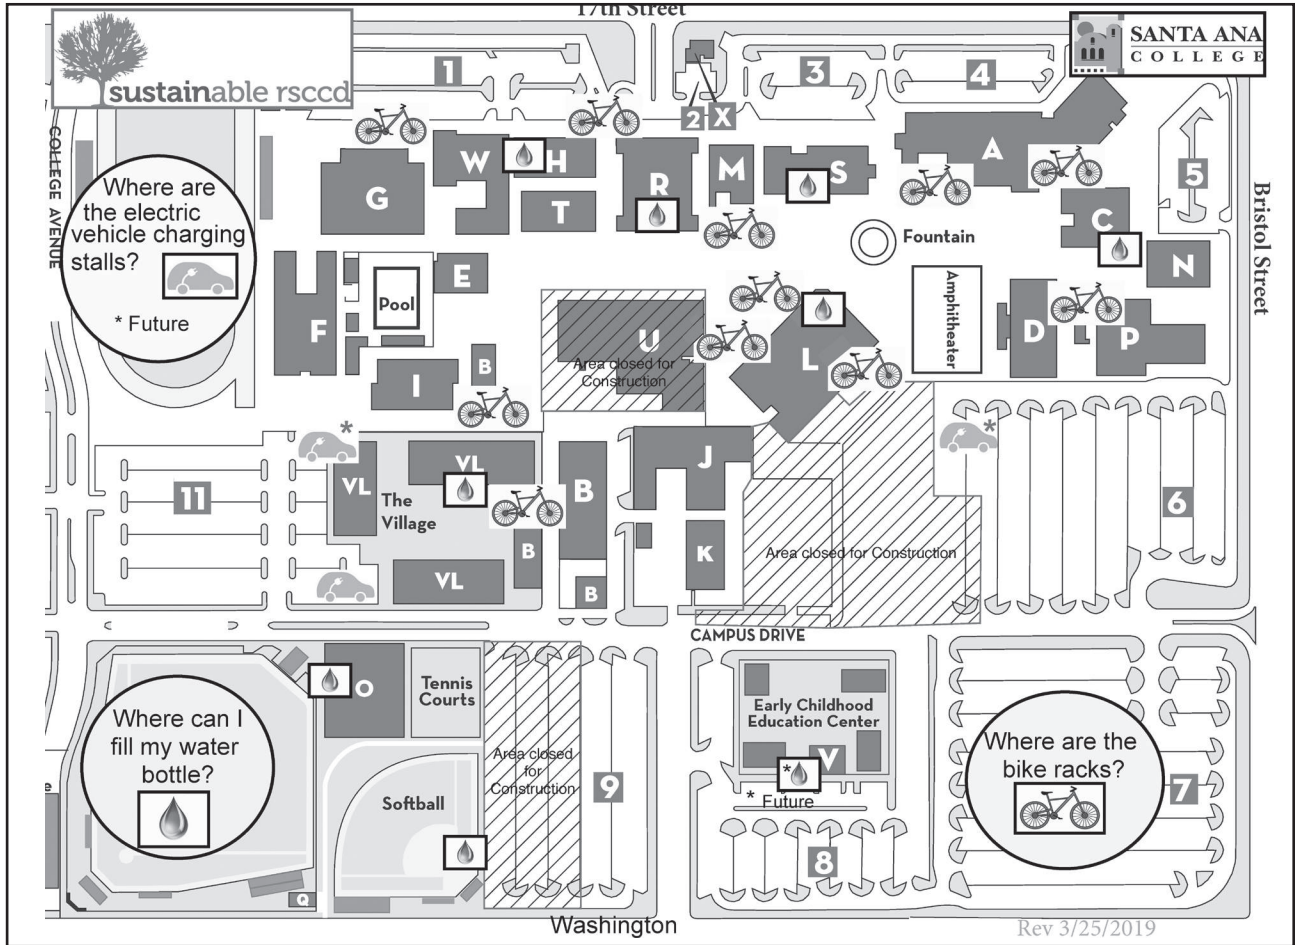 17th Street
sustainable rsccd
SANTA ANA
COLLEGE
1
3
4
2 X
COLLEGE AVENUE
W
H
A
G
T
R
M
S
5
C
Bristol Street
Where are
the electric
vehicle charging
stalls?
* Future
Fountain
N
E
Pool
F
Amphitheater
D
P
U
Area closed for
Construction
L
I
B
*
*
J
VL
VL
11
The
Village
B
6
B
K
Area closed for Construction
VL
B
CAMPUS DRIVE
O
Tennis
Courts
Early Childhood
Education Center
Where can I
fill my water
bottle?
Area closed
for
Construction
V
*
* Future
Where are the
bike racks?
7
9
Softball
8
e
Q
Washington
Rev 3/25/2019